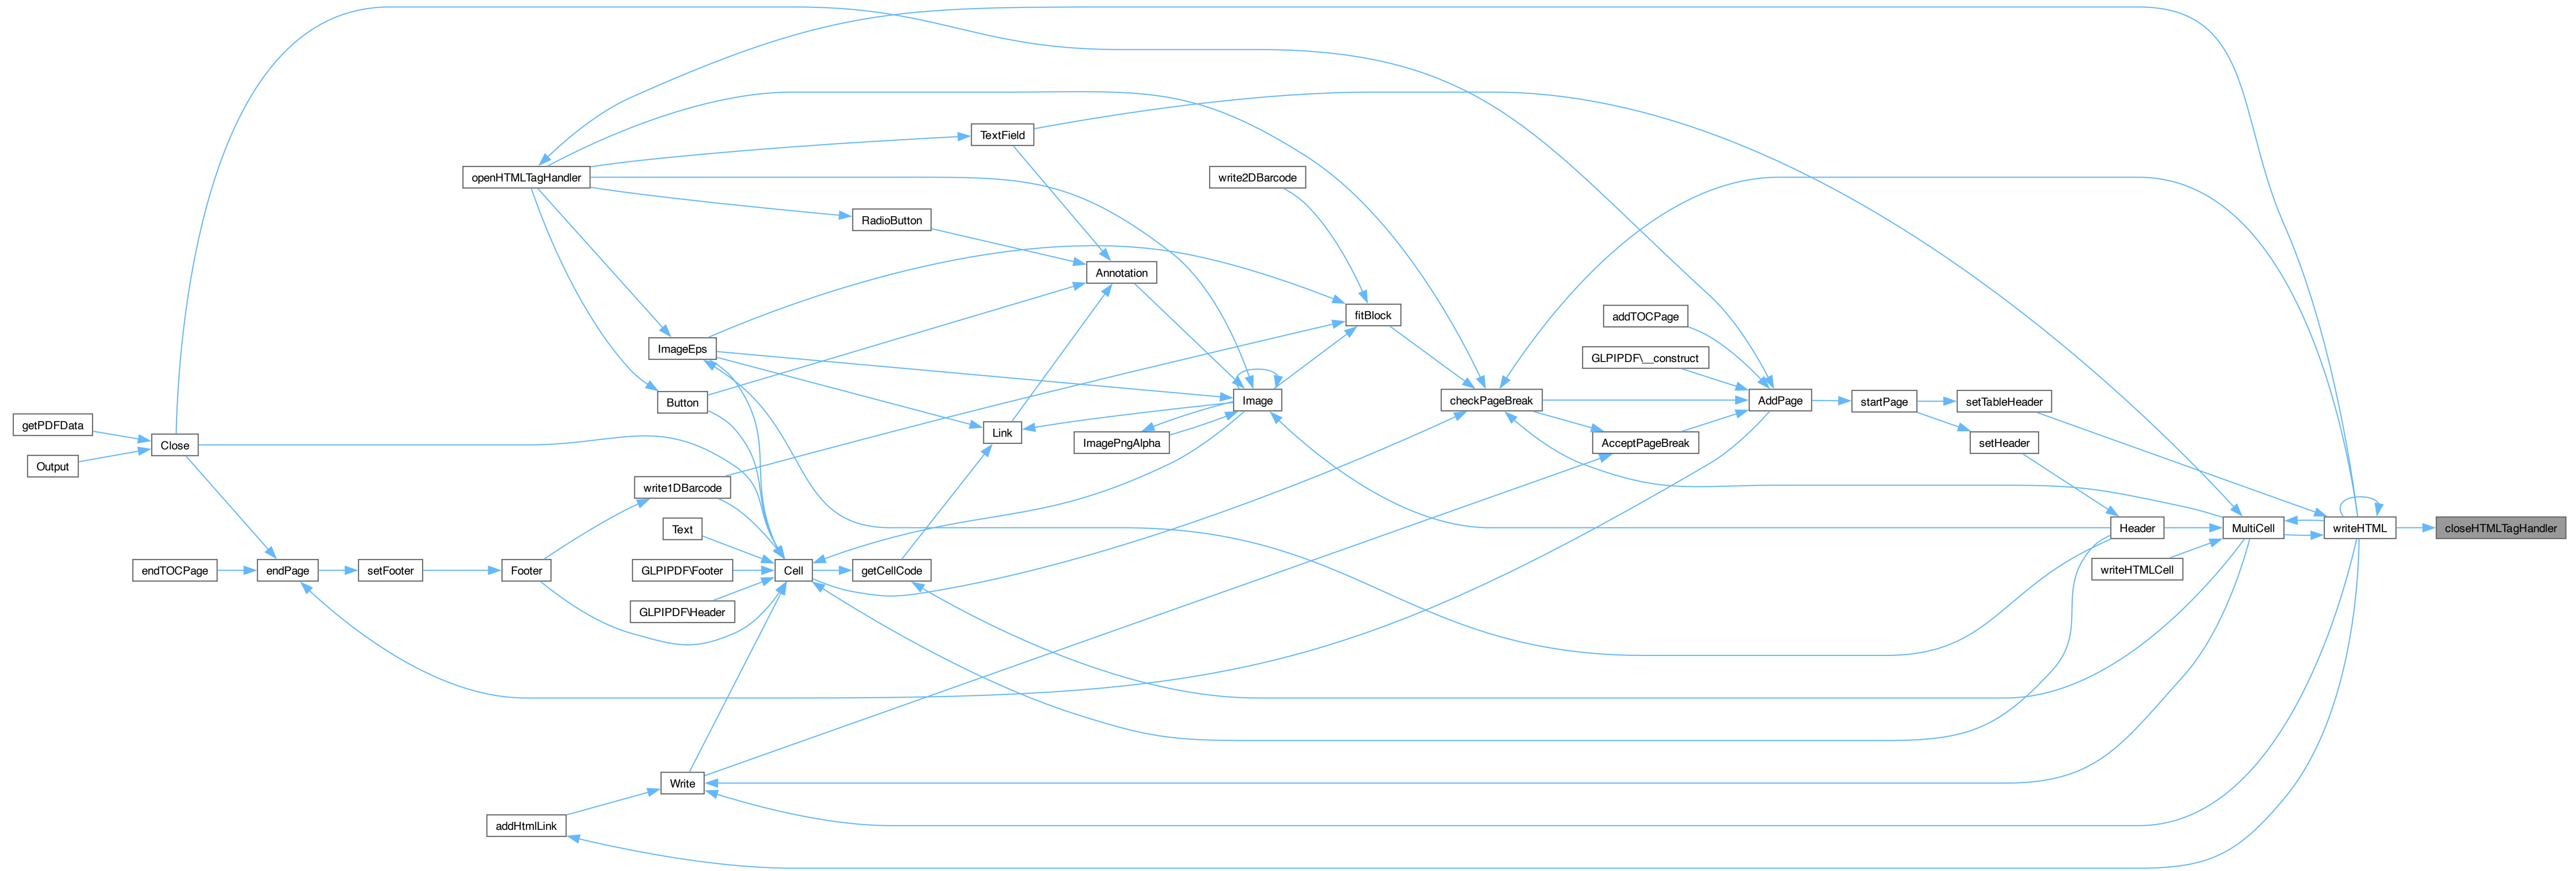 getPDFData
Output
Close
endTOCPage
endPage
setFooter
openHTMLTagHandler
Footer
addHtmlLink
ImageEps
Button
write1DBarcode
Text
GLPIPDF\Footer
GLPIPDF\Header
Write
Cell
TextField
RadioButton
getCellCode
Link
Annotation
ImagePngAlpha
write2DBarcode
Image
fitBlock
checkPageBreak
addTOCPage
GLPIPDF\__construct
AcceptPageBreak
AddPage
startPage
setTableHeader
setHeader
Header
writeHTMLCell
MultiCell
writeHTML
closeHTMLTagHandler